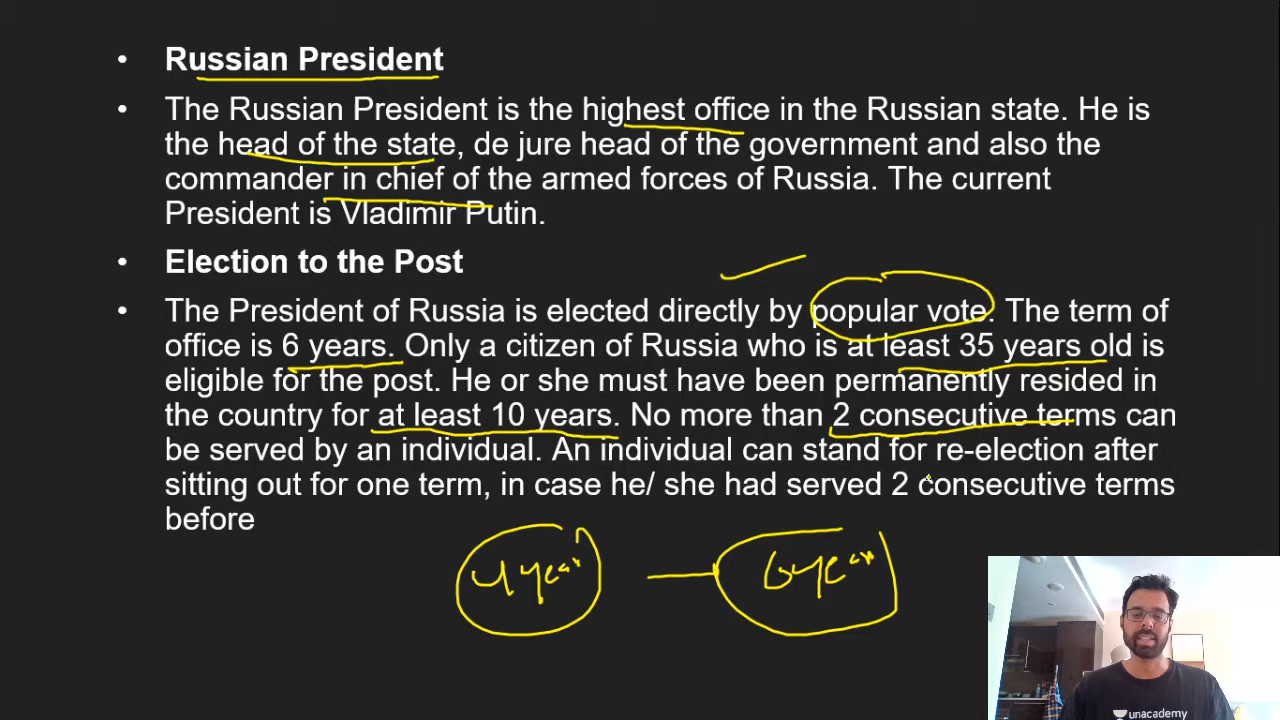 • Russian President
• The Russian President is the highest office in the Russian state. He is
the head of the state, de jure head of the government and also the
commander in chief of the armed forces of Russia. The current
President is Vladimir Putin.
• Election to the Post
• The President of Russia is elected directly by popular vote. The term of
office is 6 years. Only a citizen of Russia who is at least 35 years old is
eligible for the post. He or she must have been permanently resided in
the country for at least 10 years. No more than 2 consecutive terms can
be served by an individual. An individual can stand for re-election after
sitting out for one term, in case he/ she had served 2 consecutive terms
before
4 year — 6 year
unacademy